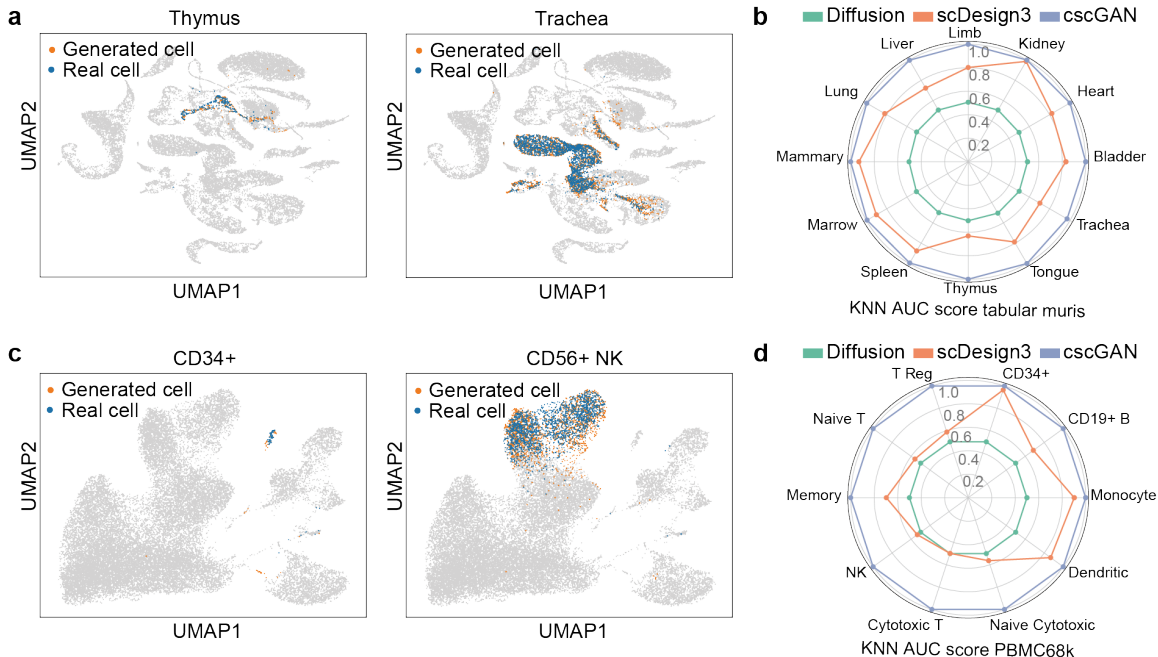 a
Thymus
Generated cell
Real cell
UMAP2
UMAP1
Trachea
Generated cell
Real cell
UMAP2
UMAP1
b
Diffusion scDesign3 cscGAN
Limb
Kidney
Heart
Bladder
Trachea
Tongue
Thymus
Spleen
Marrow
Mammary
Lung
Liver
1.0
0.8
0.6
0.4
0.2
KNN AUC score tabular muris
c
CD34+
Generated cell
Real cell
UMAP2
UMAP1
CD56+ NK
Generated cell
Real cell
UMAP2
UMAP1
d
Diffusion scDesign3 cscGAN
T Reg
CD34+
CD19+ B
Monocyte
Dendritic
Naive Cytotoxic
Cytotoxic T
NK
Memory
Naive T
1.0
0.8
0.6
0.4
0.2
KNN AUC score PBMC68k